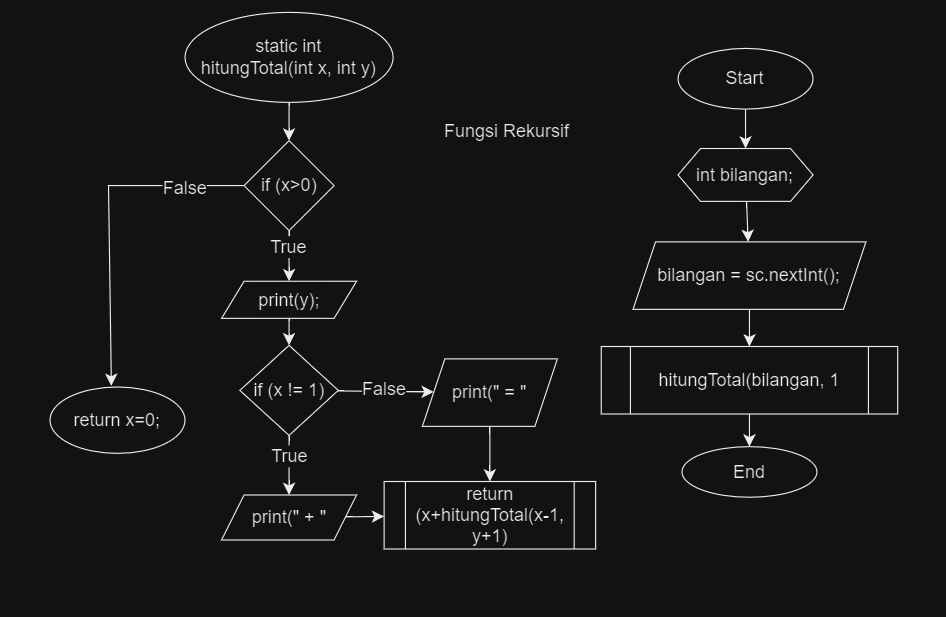 static int
hitungTotal(int x, int y)
Fungsi Rekursif
if (x>0)
False
True
print(y);
if (x != 1)
False
print(" = "
return x=0;
True
print(" + "
return
(x+hitungTotal(x-1,
y+1)
Start
int bilangan;
bilangan = sc.nextInt();
hitungTotal(bilangan, 1
End